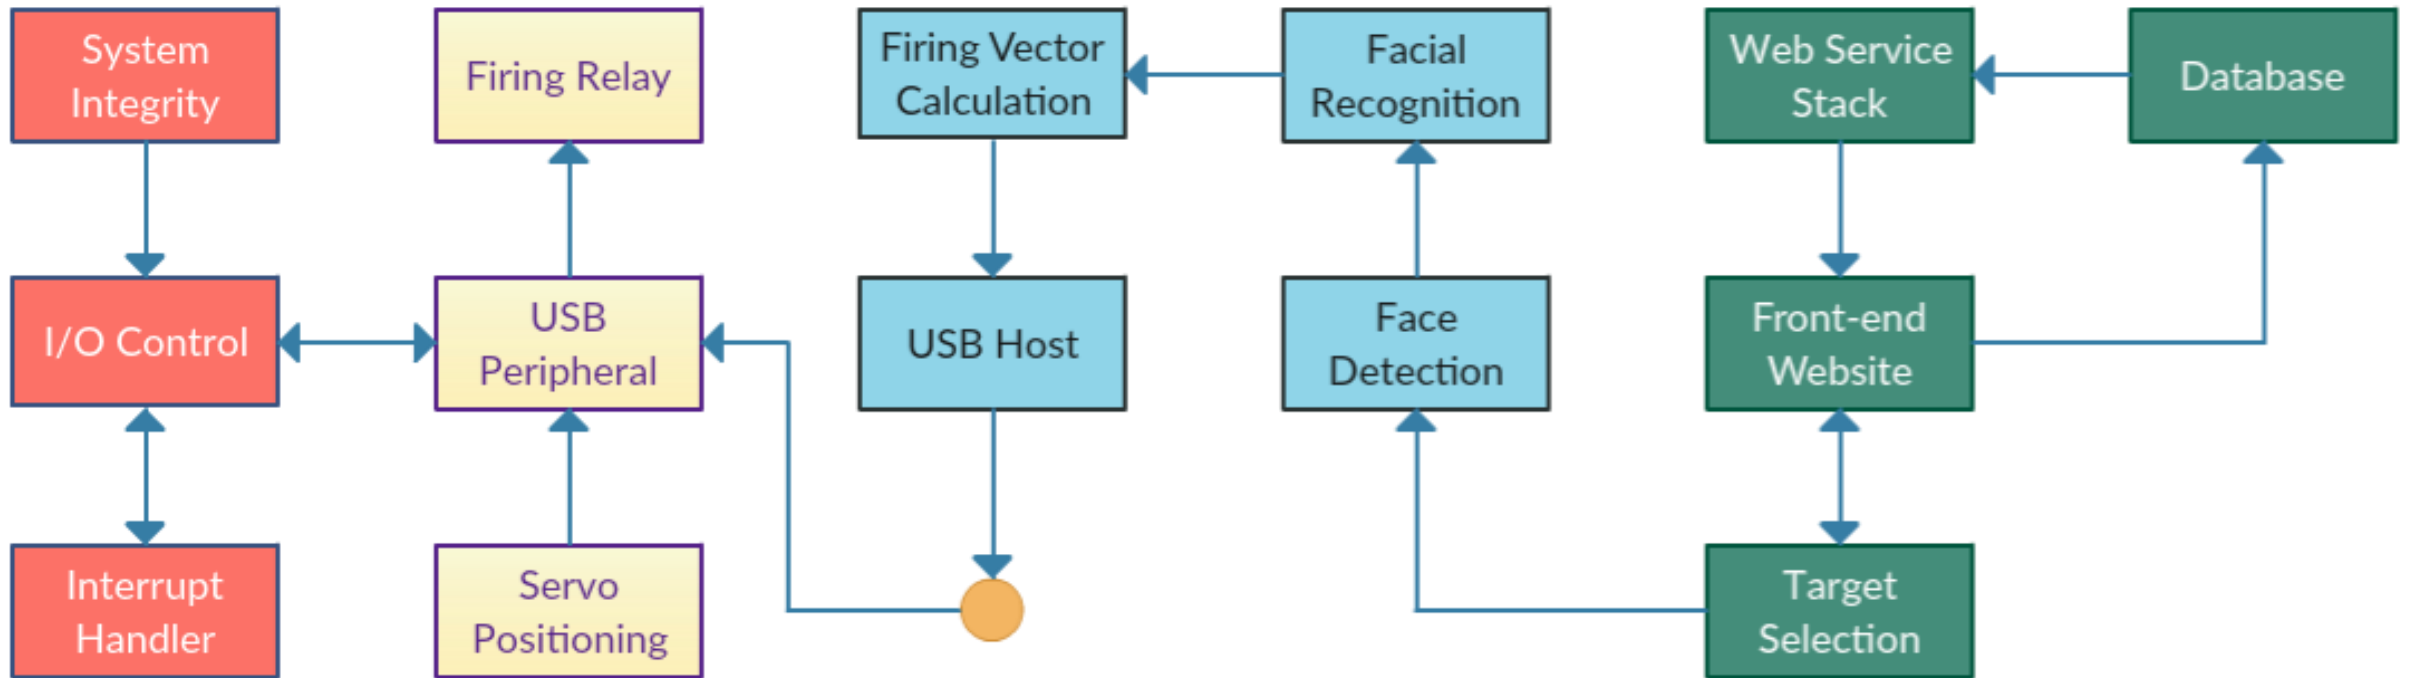 System
Integrity
Firing Relay
Firing Vector
Calculation
Facial
Recognition
Web Service
Stack
Database
I/O Control
USB
Peripheral
USB Host
Face
Detection
Front-end
Website
Interrupt
Handler
Servo
Positioning
Target
Selection